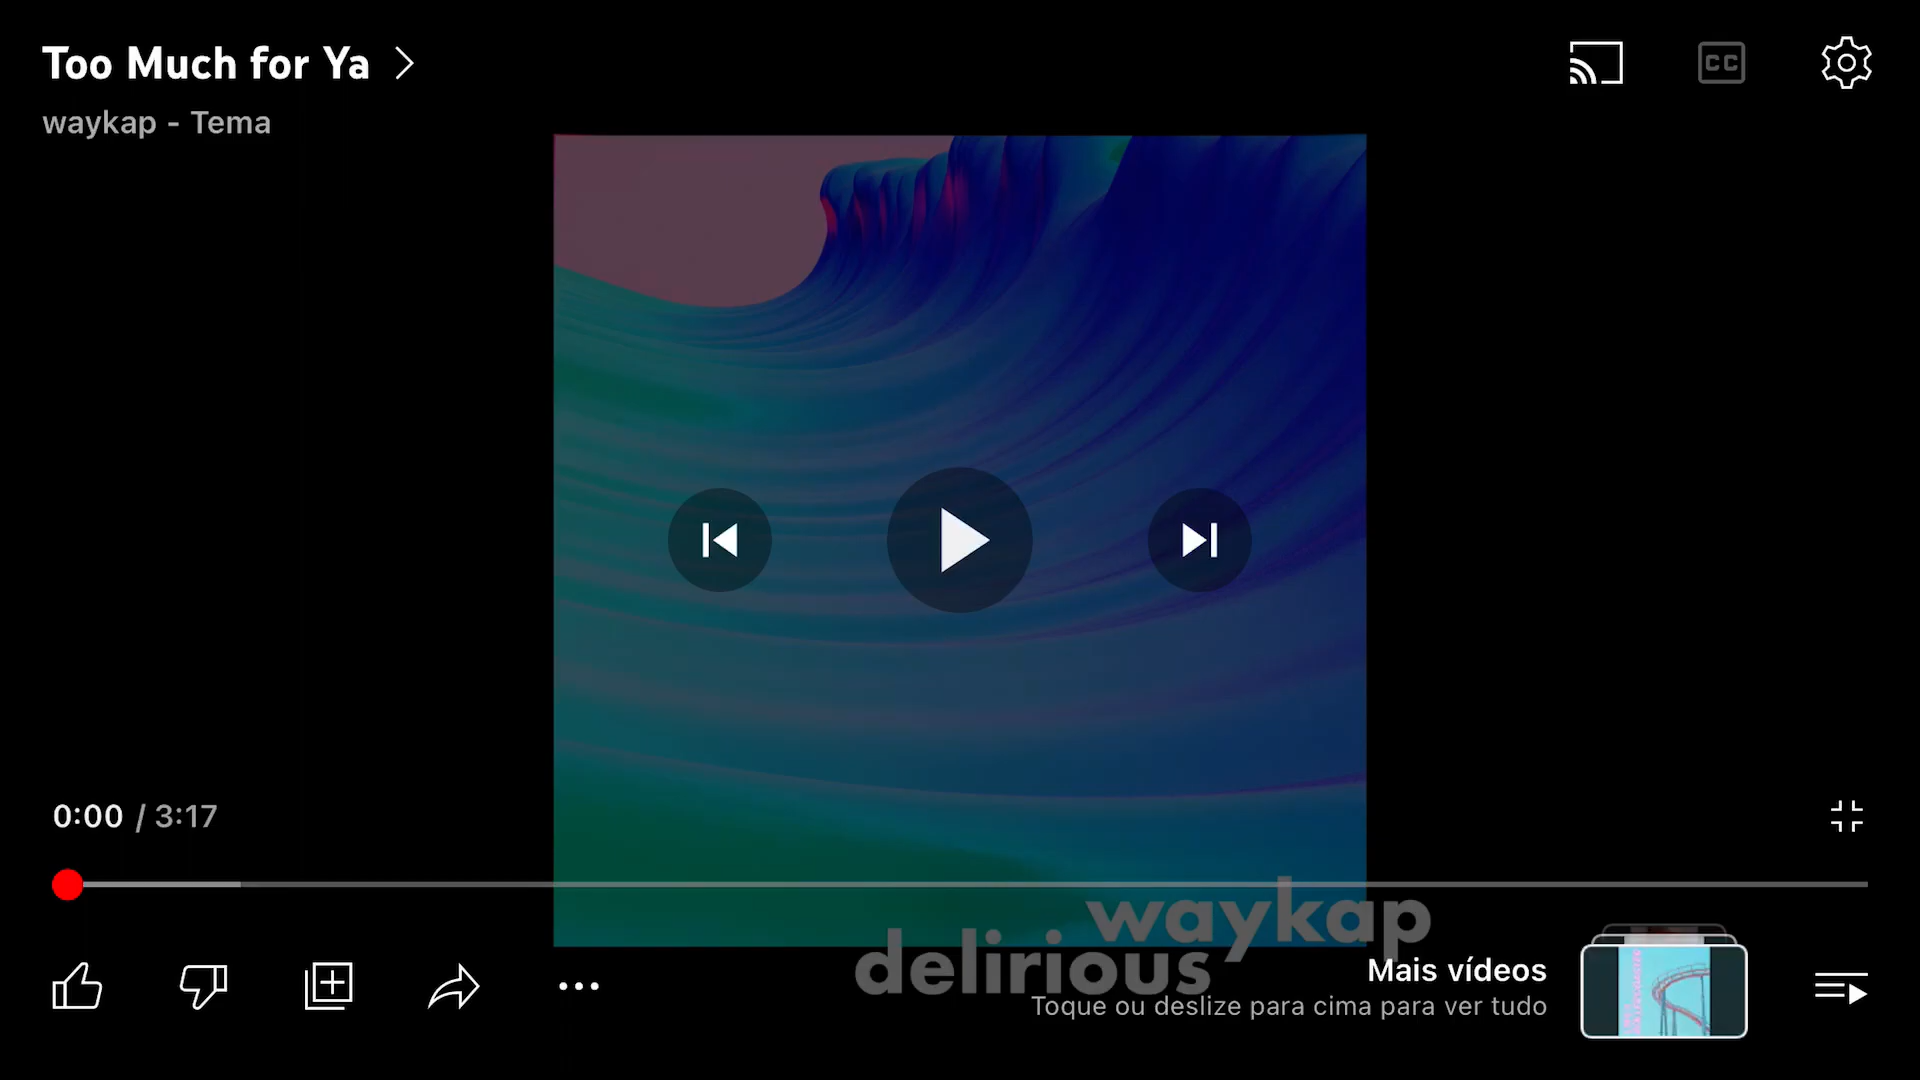 Too Much for Ya
waykap - Tema
CC
0:00 / 3:17
waykap
delirious
Mais vídeos
Toque ou deslize para cima para ver tudo